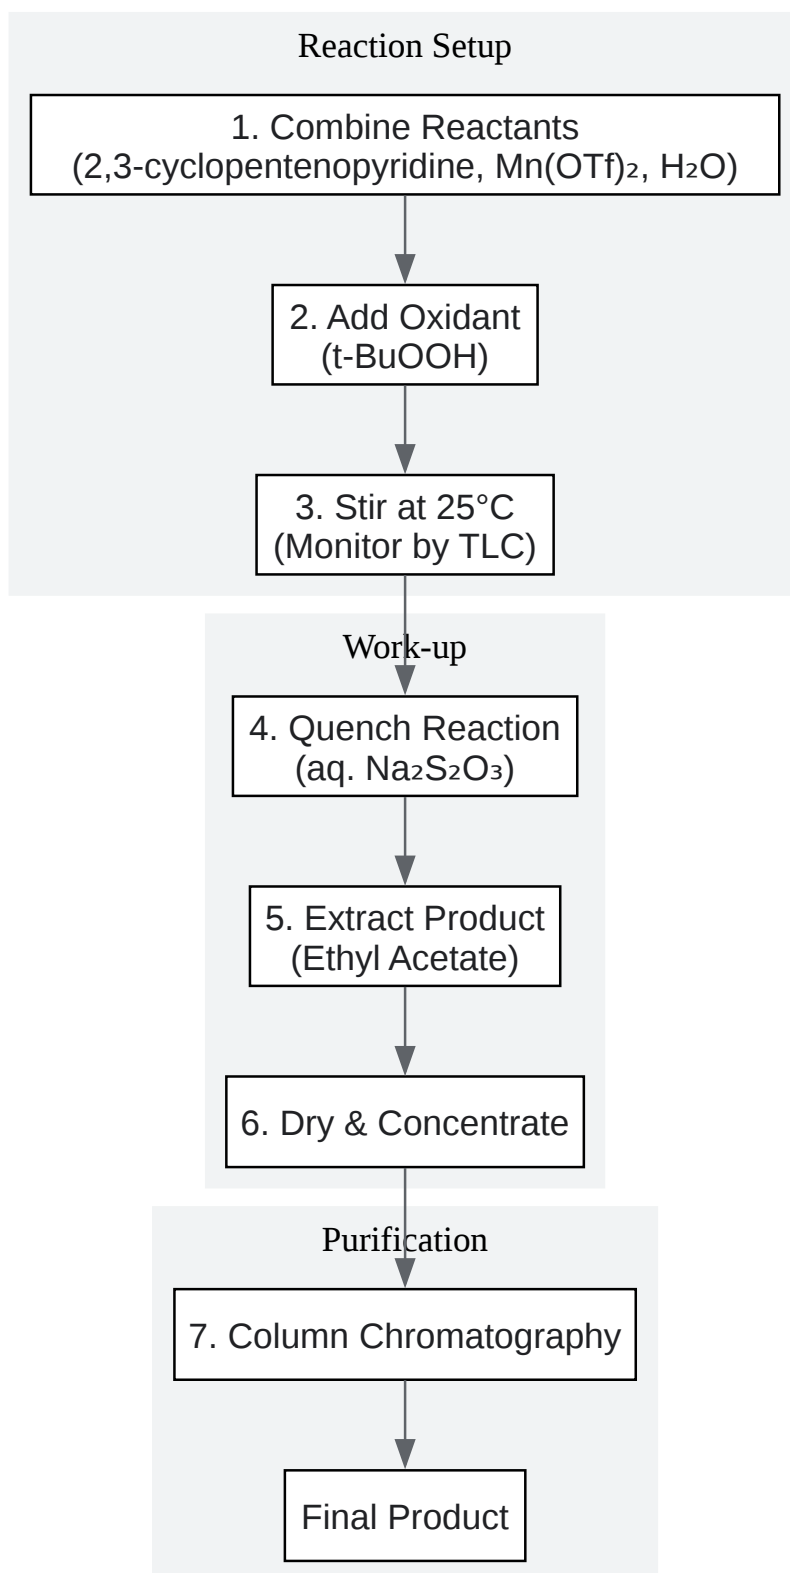 Reaction Setup
1. Combine Reactants
(2,3-cyclopentenopyridine, Mn(OTf)₂, H₂O)
2. Add Oxidant
(t-BuOOH)
3. Stir at 25°C
(Monitor by TLC)
Work-up
4. Quench Reaction
(aq. Na₂S₂O₃)
5. Extract Product
(Ethyl Acetate)
6. Dry & Concentrate
Purification
7. Column Chromatography
Final Product